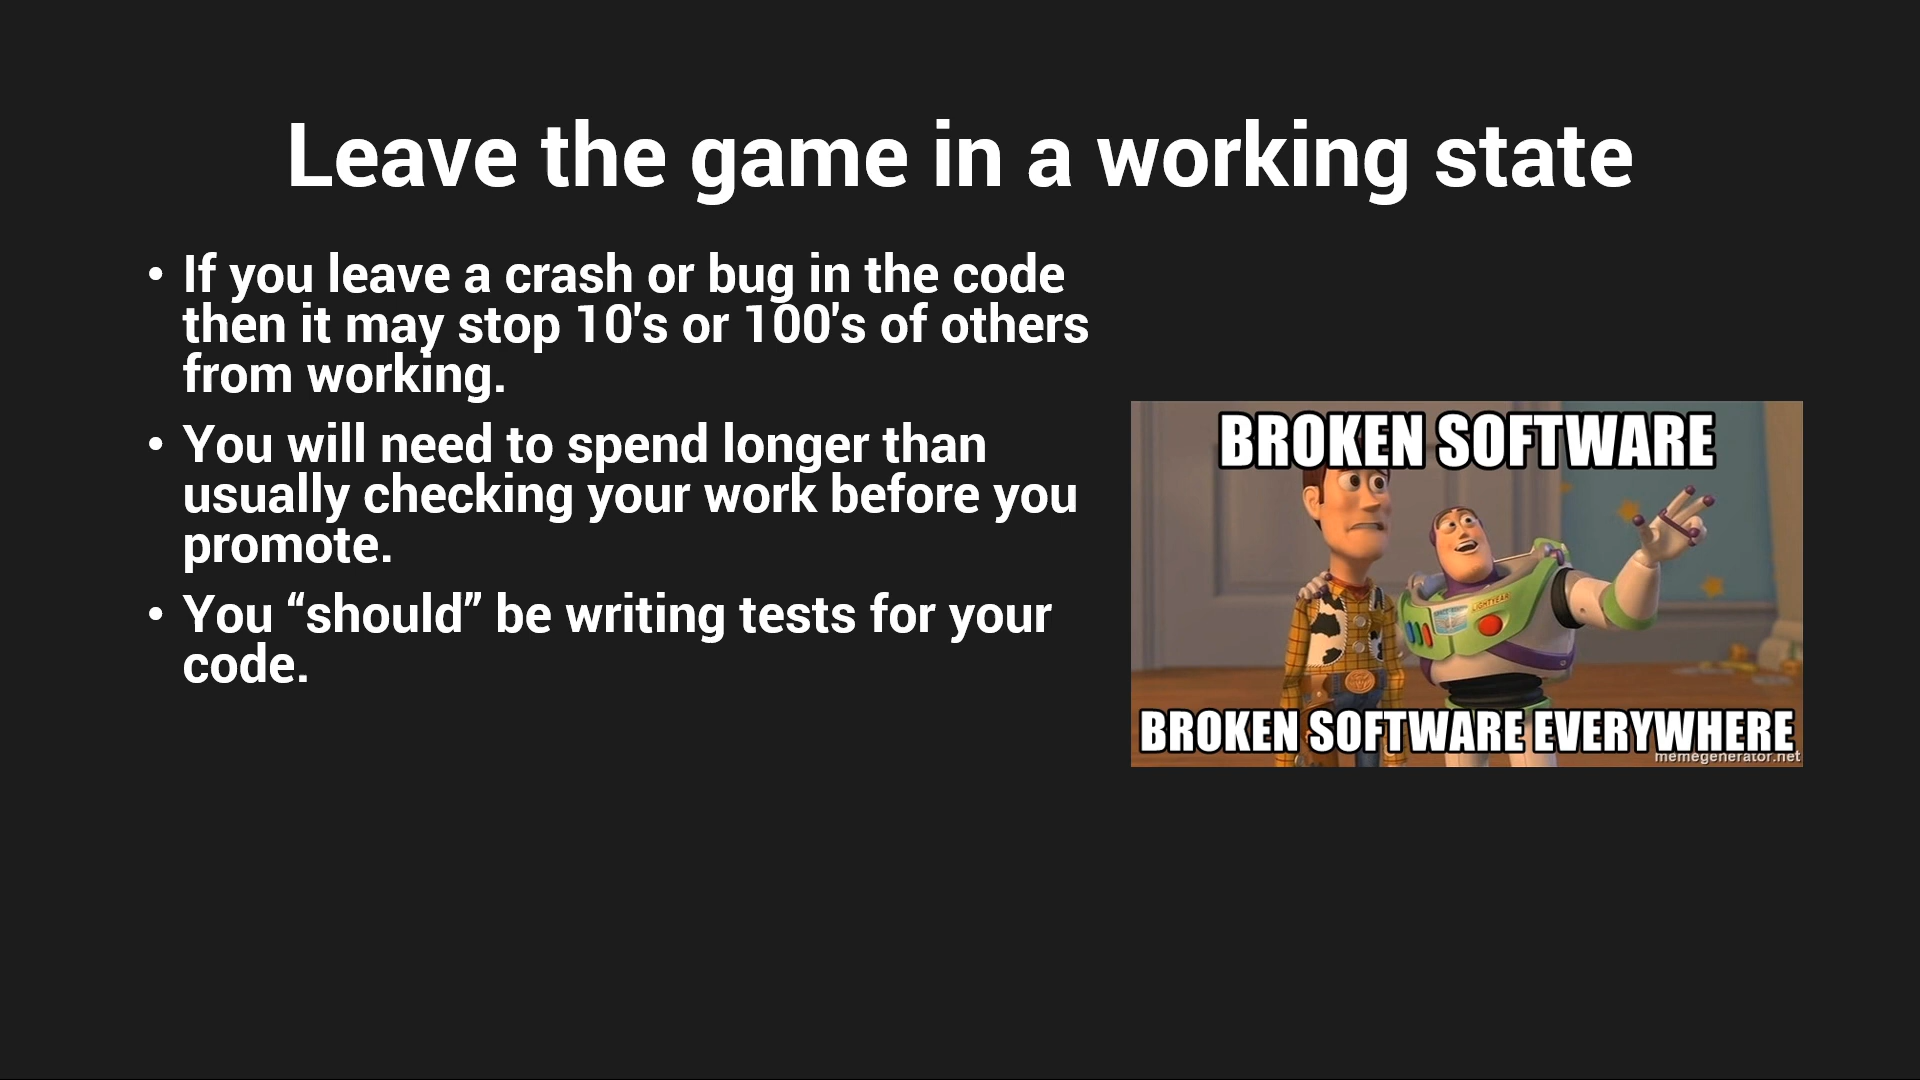 Leave the game in a working state
• If you leave a crash or bug in the code
then it may stop 10's or 100's of others
from working.
• You will need to spend longer than
usually checking your work before you
promote.
• You “should” be writing tests for your
code.
BROKEN SOFTWARE
LIGHTYEAR
BROKEN SOFTWARE EVERYWHERE
memegenerator.net